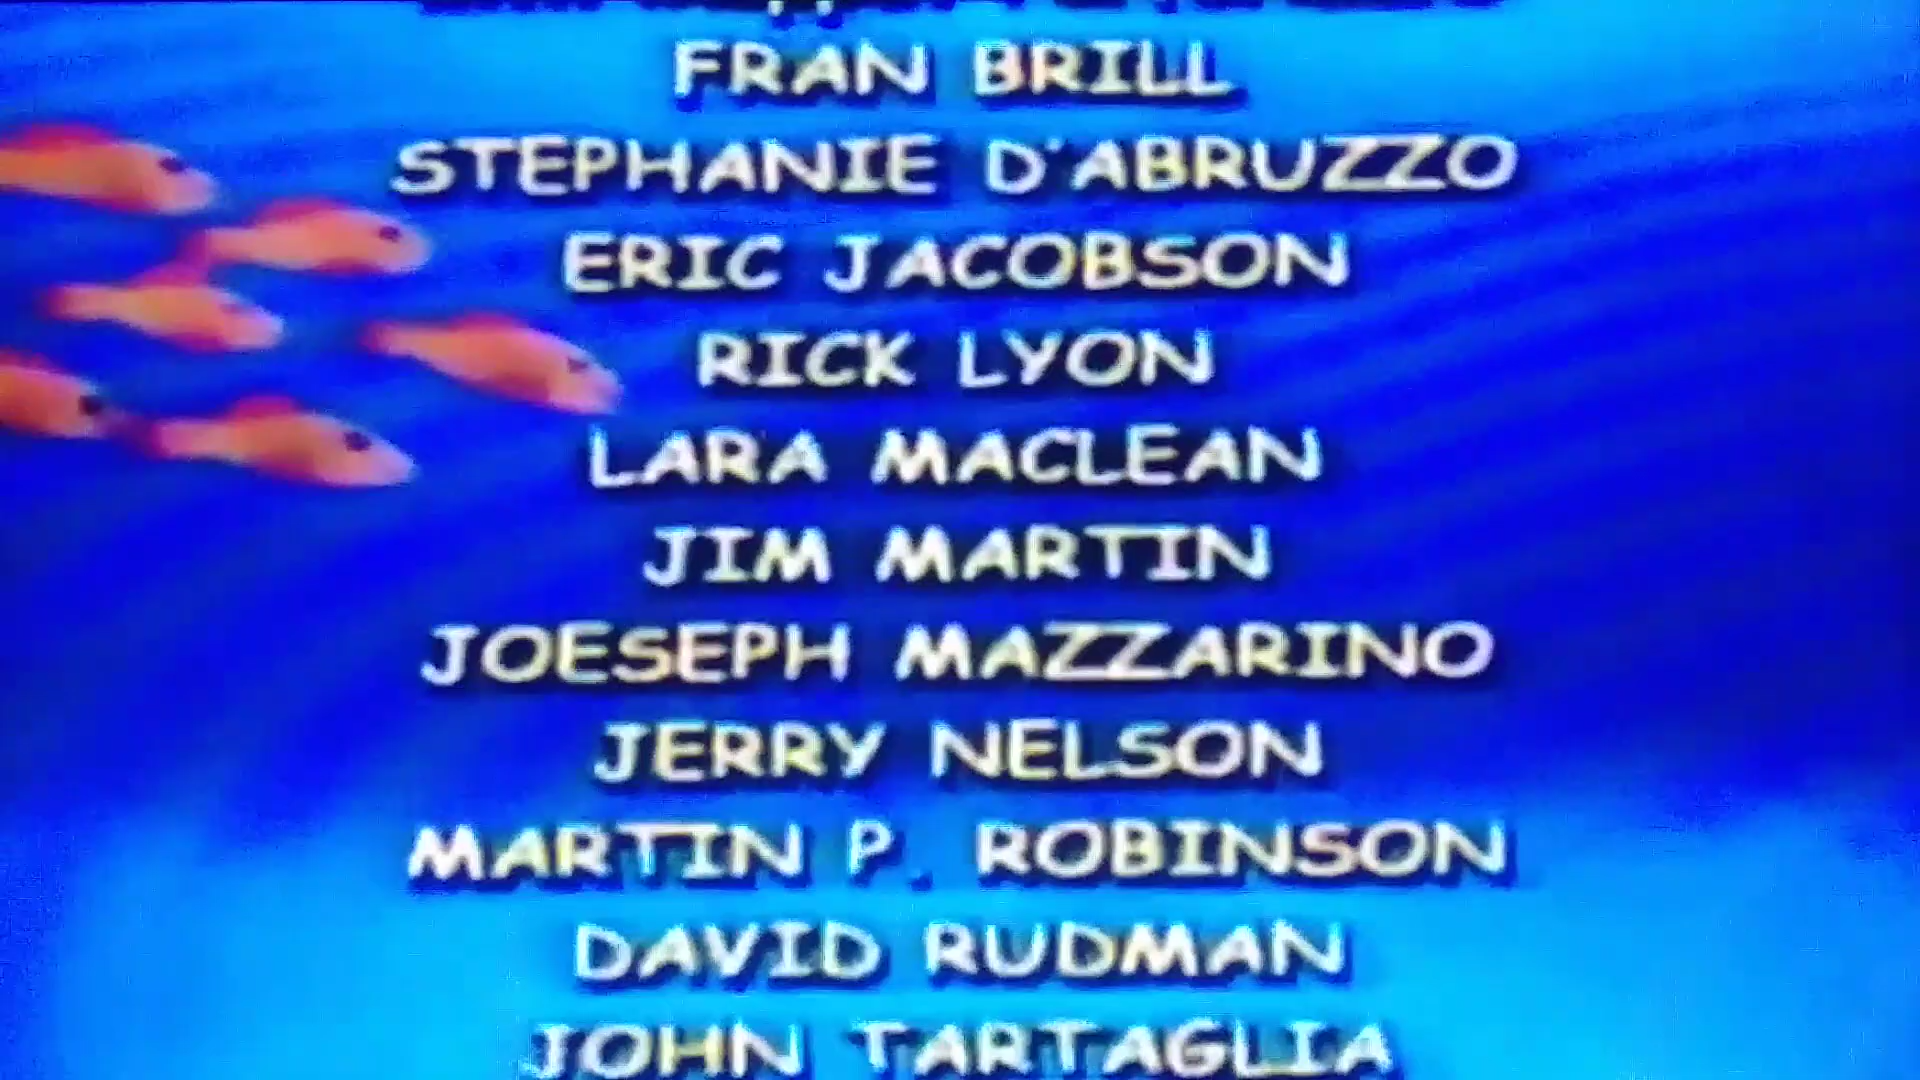 FRAN BRILL
STEPHANIE D'ABRUZZO
ERIC JACOBSON
RICK LYON
LARA MACLEAN
JIM MARTIN
JOESEPH MAZZARINO
JERRY NELSON
MARTIN P. ROBINSON
DAVID RUDMAN
JOHN TARTAGLIA